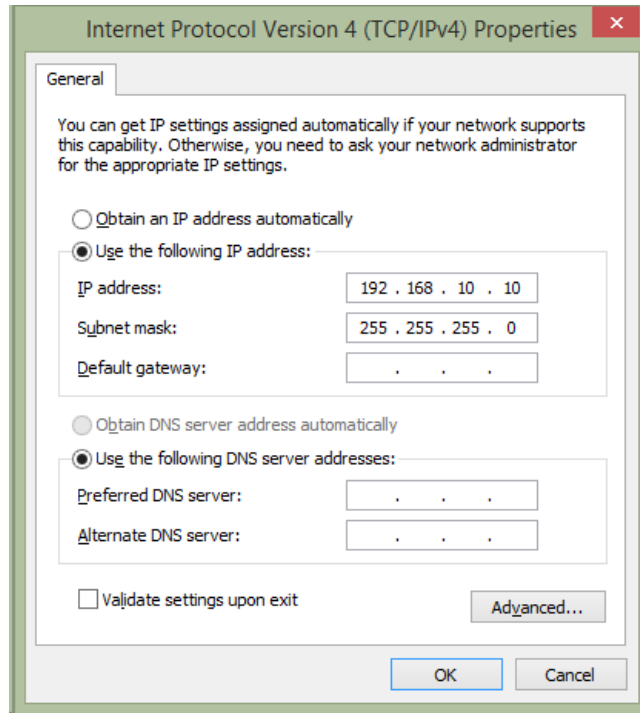 Internet Protocol Version 4 (TCP/IPv4) Properties
General
You can get IP settings assigned automatically if your network supports
this capability. Otherwise, you need to ask your network administrator
for the appropriate IP settings.
Obtain an IP address automatically
Use the following IP address:
IP address: 192 . 168 . 10 . 10
Subnet mask: 255 . 255 . 255 . 0
Default gateway: . . .
Obtain DNS server address automatically
Use the following DNS server addresses:
Preferred DNS server: . . .
Alternate DNS server: . . .
Validate settings upon exit
Advanced...
OK Cancel